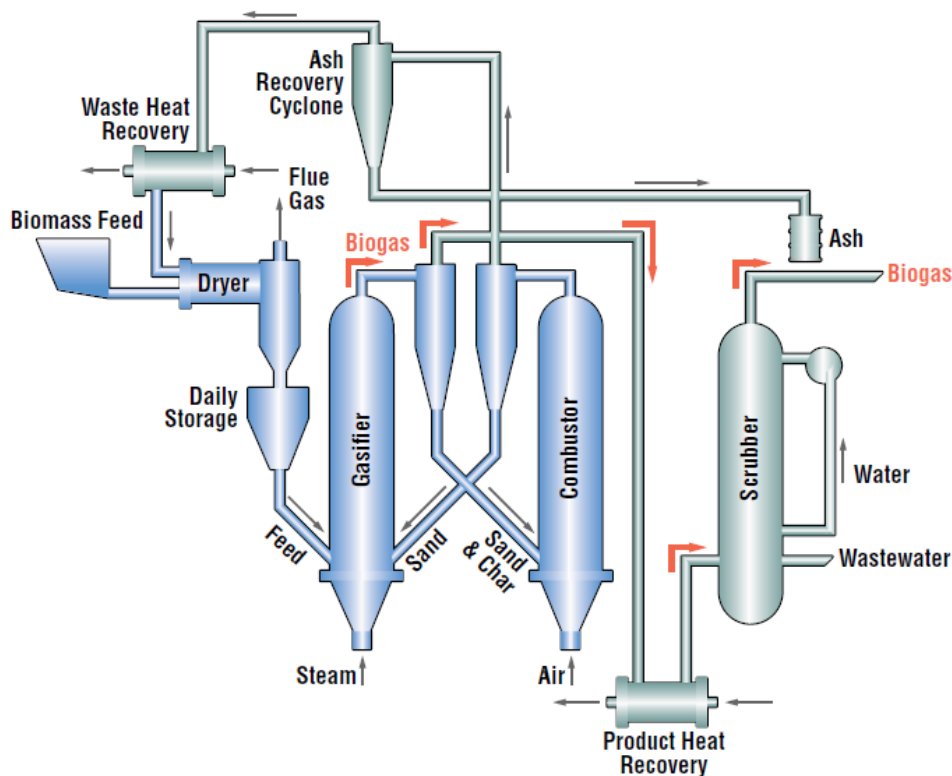 Ash
Recovery
Cyclone
Waste Heat
Recovery
Flue
Gas
Biomass Feed
Biogas
Ash
Dryer
Biogas
Daily
Storage
Gasifier
Combustor
Scrubber
Water
Feed
Sand
Sand
& Char
Wastewater
Steam
Air
Product Heat
Recovery